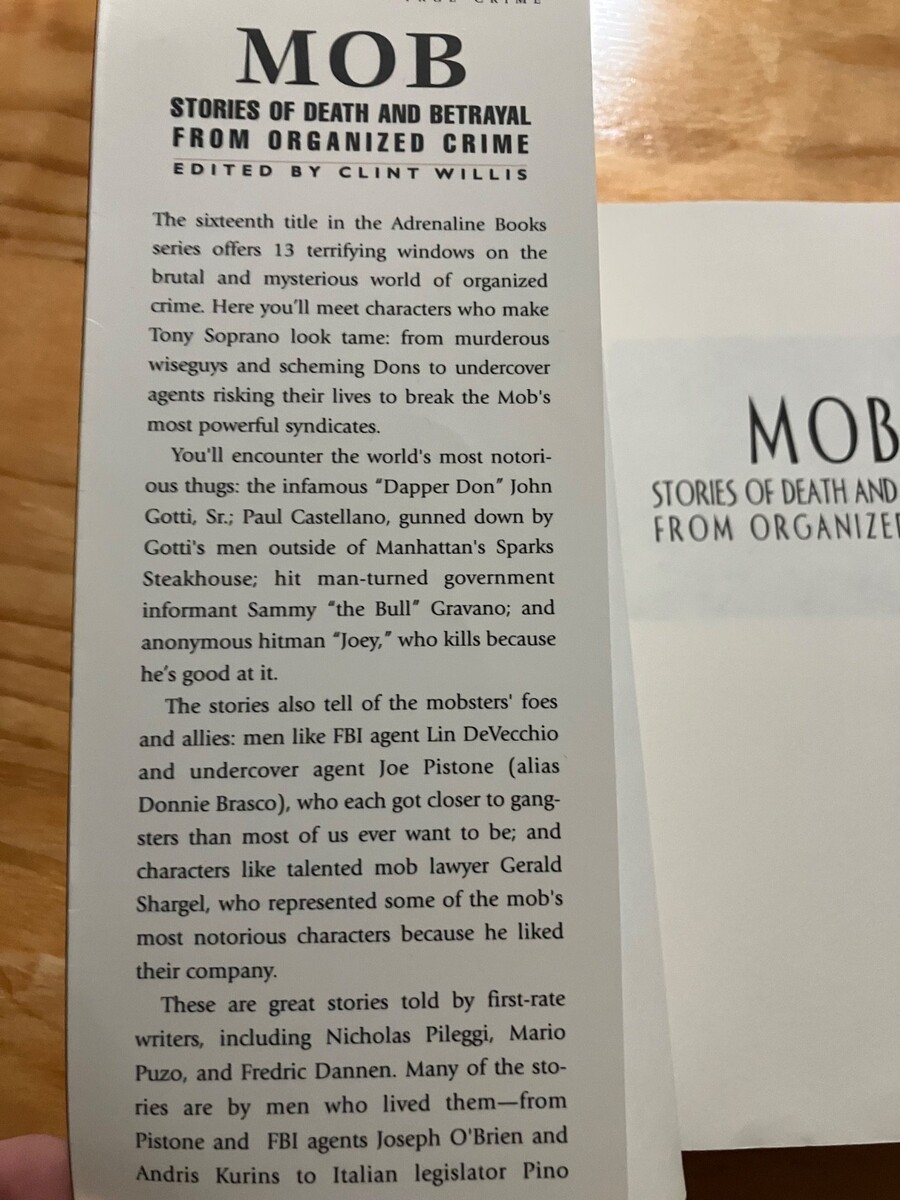 MOB
STORIES OF DEATH AND BETRAYAL
FROM ORGANIZED CRIME
EDITED BY CLINT WILLIS
The sixteenth title in the Adrenaline Books
series offers 13 terrifying windows on the
brutal and mysterious world of organized
crime. Here you'll meet characters who make
Tony Soprano look tame: from murderous
wiseguys and scheming Dons to undercover
agents risking their lives to break the Mob's
most powerful syndicates.
You'll encounter the world's most notori-
ous thugs: the infamous "Dapper Don" John
Gotti, Sr.; Paul Castellano, gunned down by
Gotti's men outside of Manhattan's Sparks
Steakhouse; hit man-turned government
informant Sammy "the Bull" Gravano; and
anonymous hitman "Joey," who kills because
he's good at it.
The stories also tell of the mobsters' foes
and allies: men like FBI agent Lin DeVecchio
and undercover agent Joe Pistone (alias
Donnie Brasco), who each got closer to gang-
sters than most of us ever want to be; and
characters like talented mob lawyer Gerald
Shargel, who represented some of the mob's
most notorious characters because he liked
their company.
These are great stories told by first-rate
writers, including Nicholas Pileggi, Mario
Puzo, and Fredric Dannen. Many of the sto-
ries are by men who lived them—from
Pistone and FBI agents Joseph O'Brien and
Andris Kurins to Italian legislator Pino
MOB
STORIES OF DEATH AND
FROM ORGANIZE